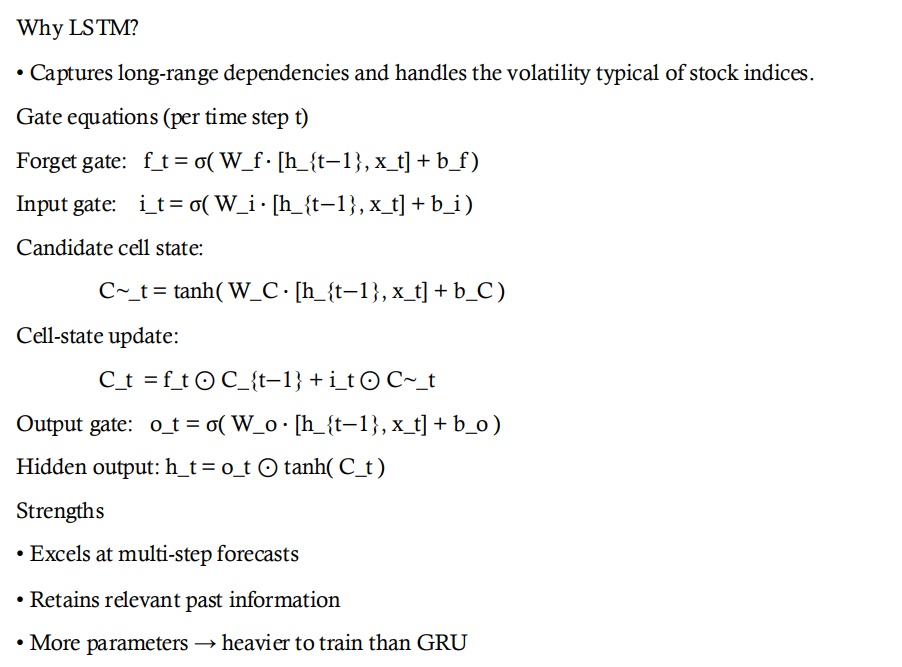 Why LSTM?
• Captures long-range dependencies and handles the volatility typical of stock indices.
Gate equations (per time step t)
Forget gate: f_t = σ( W_f · [h_{t−1}, x_t] + b_f )
Input gate: i_t = σ( W_i · [h_{t−1}, x_t] + b_i )
Candidate cell state:
C~_t = tanh( W_C · [h_{t−1}, x_t] + b_C )
Cell-state update:
C_t = f_t ⊙ C_{t−1} + i_t ⊙ C~_t
Output gate: o_t = σ( W_o · [h_{t−1}, x_t] + b_o )
Hidden output: h_t = o_t ⊙ tanh( C_t )
Strengths
• Excels at multi-step forecasts
• Retains relevant past information
• More parameters → heavier to train than GRU